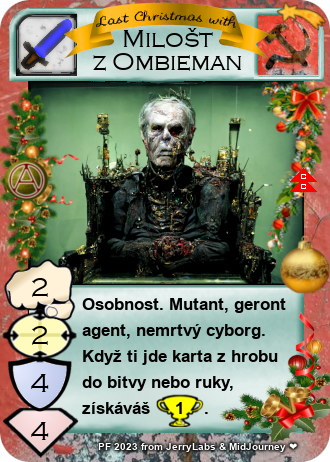 Last Christmas with
Milošt
z Ombieman
2
2
4
4
Osobnost. Mutant, geront
agent, nemrtvý cyborg.
Když ti jde karta z hrobu
do bitvy nebo ruky,
získáváš 1 .
PF 2023 from JerryLabs & MidJourney ❤